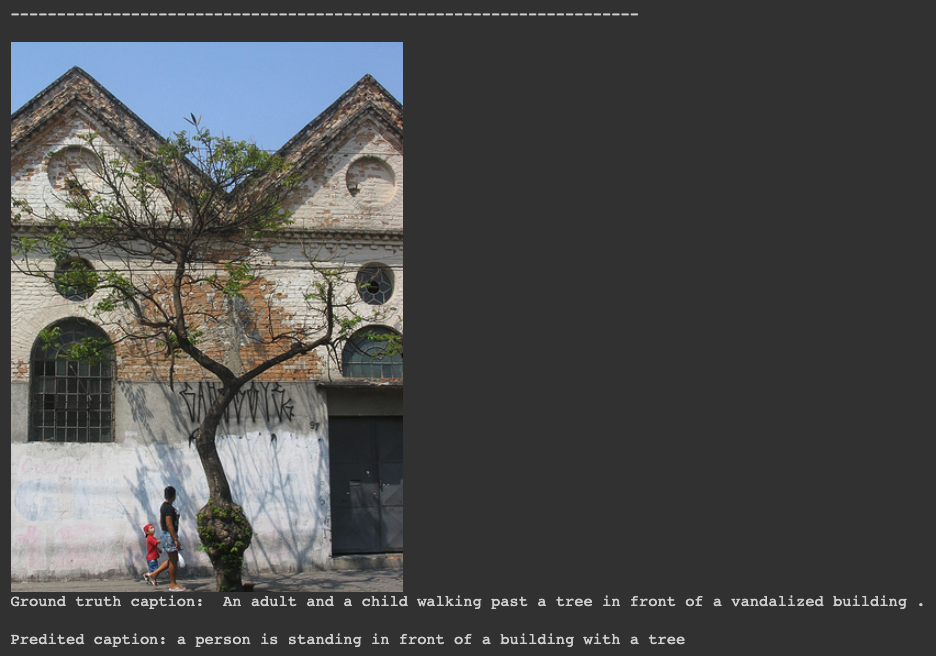 --------------------------------------------------------------------
Ground truth caption:  An adult and a child walking past a tree in front of a vandalized building .
Predited caption: a person is standing in front of a building with a tree